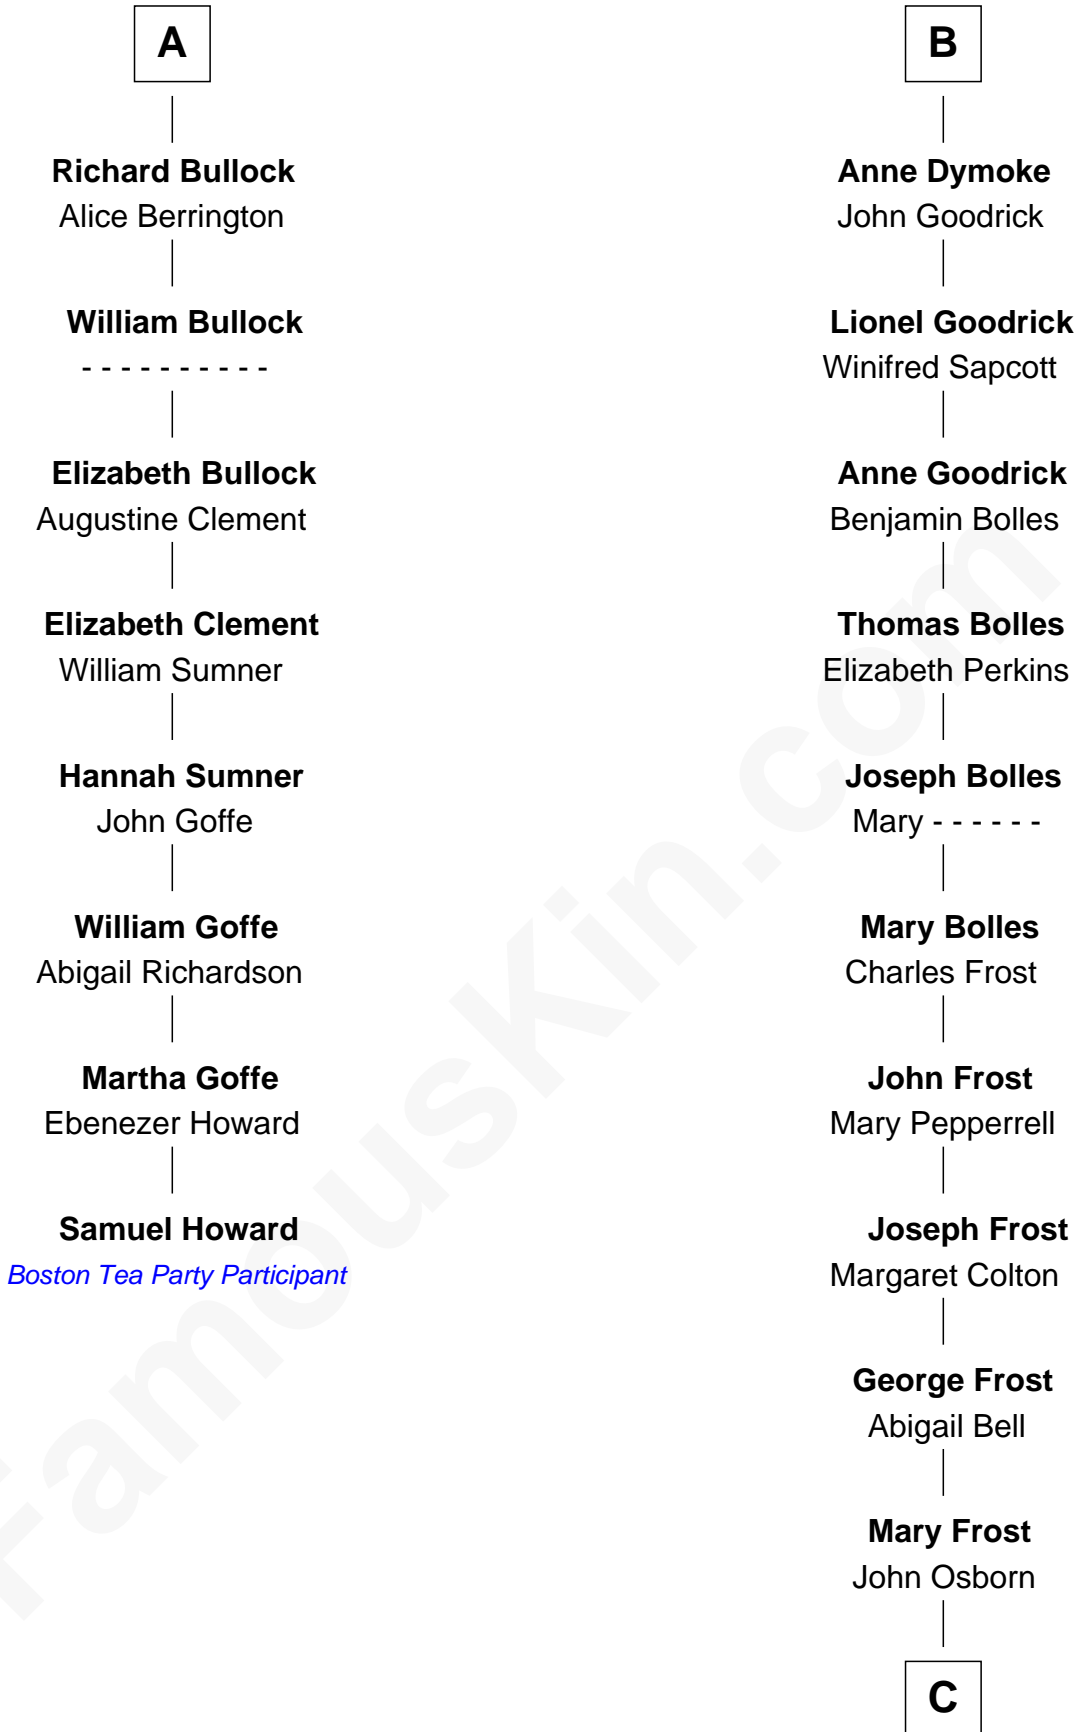 A
Richard Bullock
Alice Berrington
William Bullock
- - - - - - - - - -
Elizabeth Bullock
Augustine Clement
Elizabeth Clement
William Sumner
Hannah Sumner
John Goffe
William Goffe
Abigail Richardson
Martha Goffe
Ebenezer Howard
Samuel Howard
Boston Tea Party Participant
B
Anne Dymoke
John Goodrick
Lionel Goodrick
Winifred Sapcott
Anne Goodrick
Benjamin Bolles
Thomas Bolles
Elizabeth Perkins
Joseph Bolles
Mary - - - - - -
Mary Bolles
Charles Frost
John Frost
Mary Pepperrell
Joseph Frost
Margaret Colton
George Frost
Abigail Bell
Mary Frost
John Osborn
C
FamousKin.com